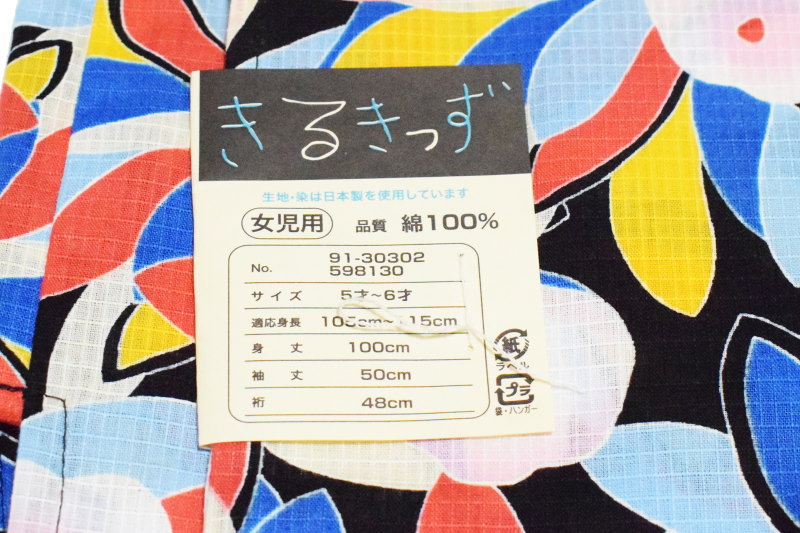 きるきっず
生地・染は日本製を使用しています
女児用 品質 綿100%
No. 91-30302
598130
サイズ 5才~6才
適応身長 105cm~115cm
身丈 100cm
袖丈 50cm
裄 48cm
紙
ラベル
プラ
袋・ハンガー